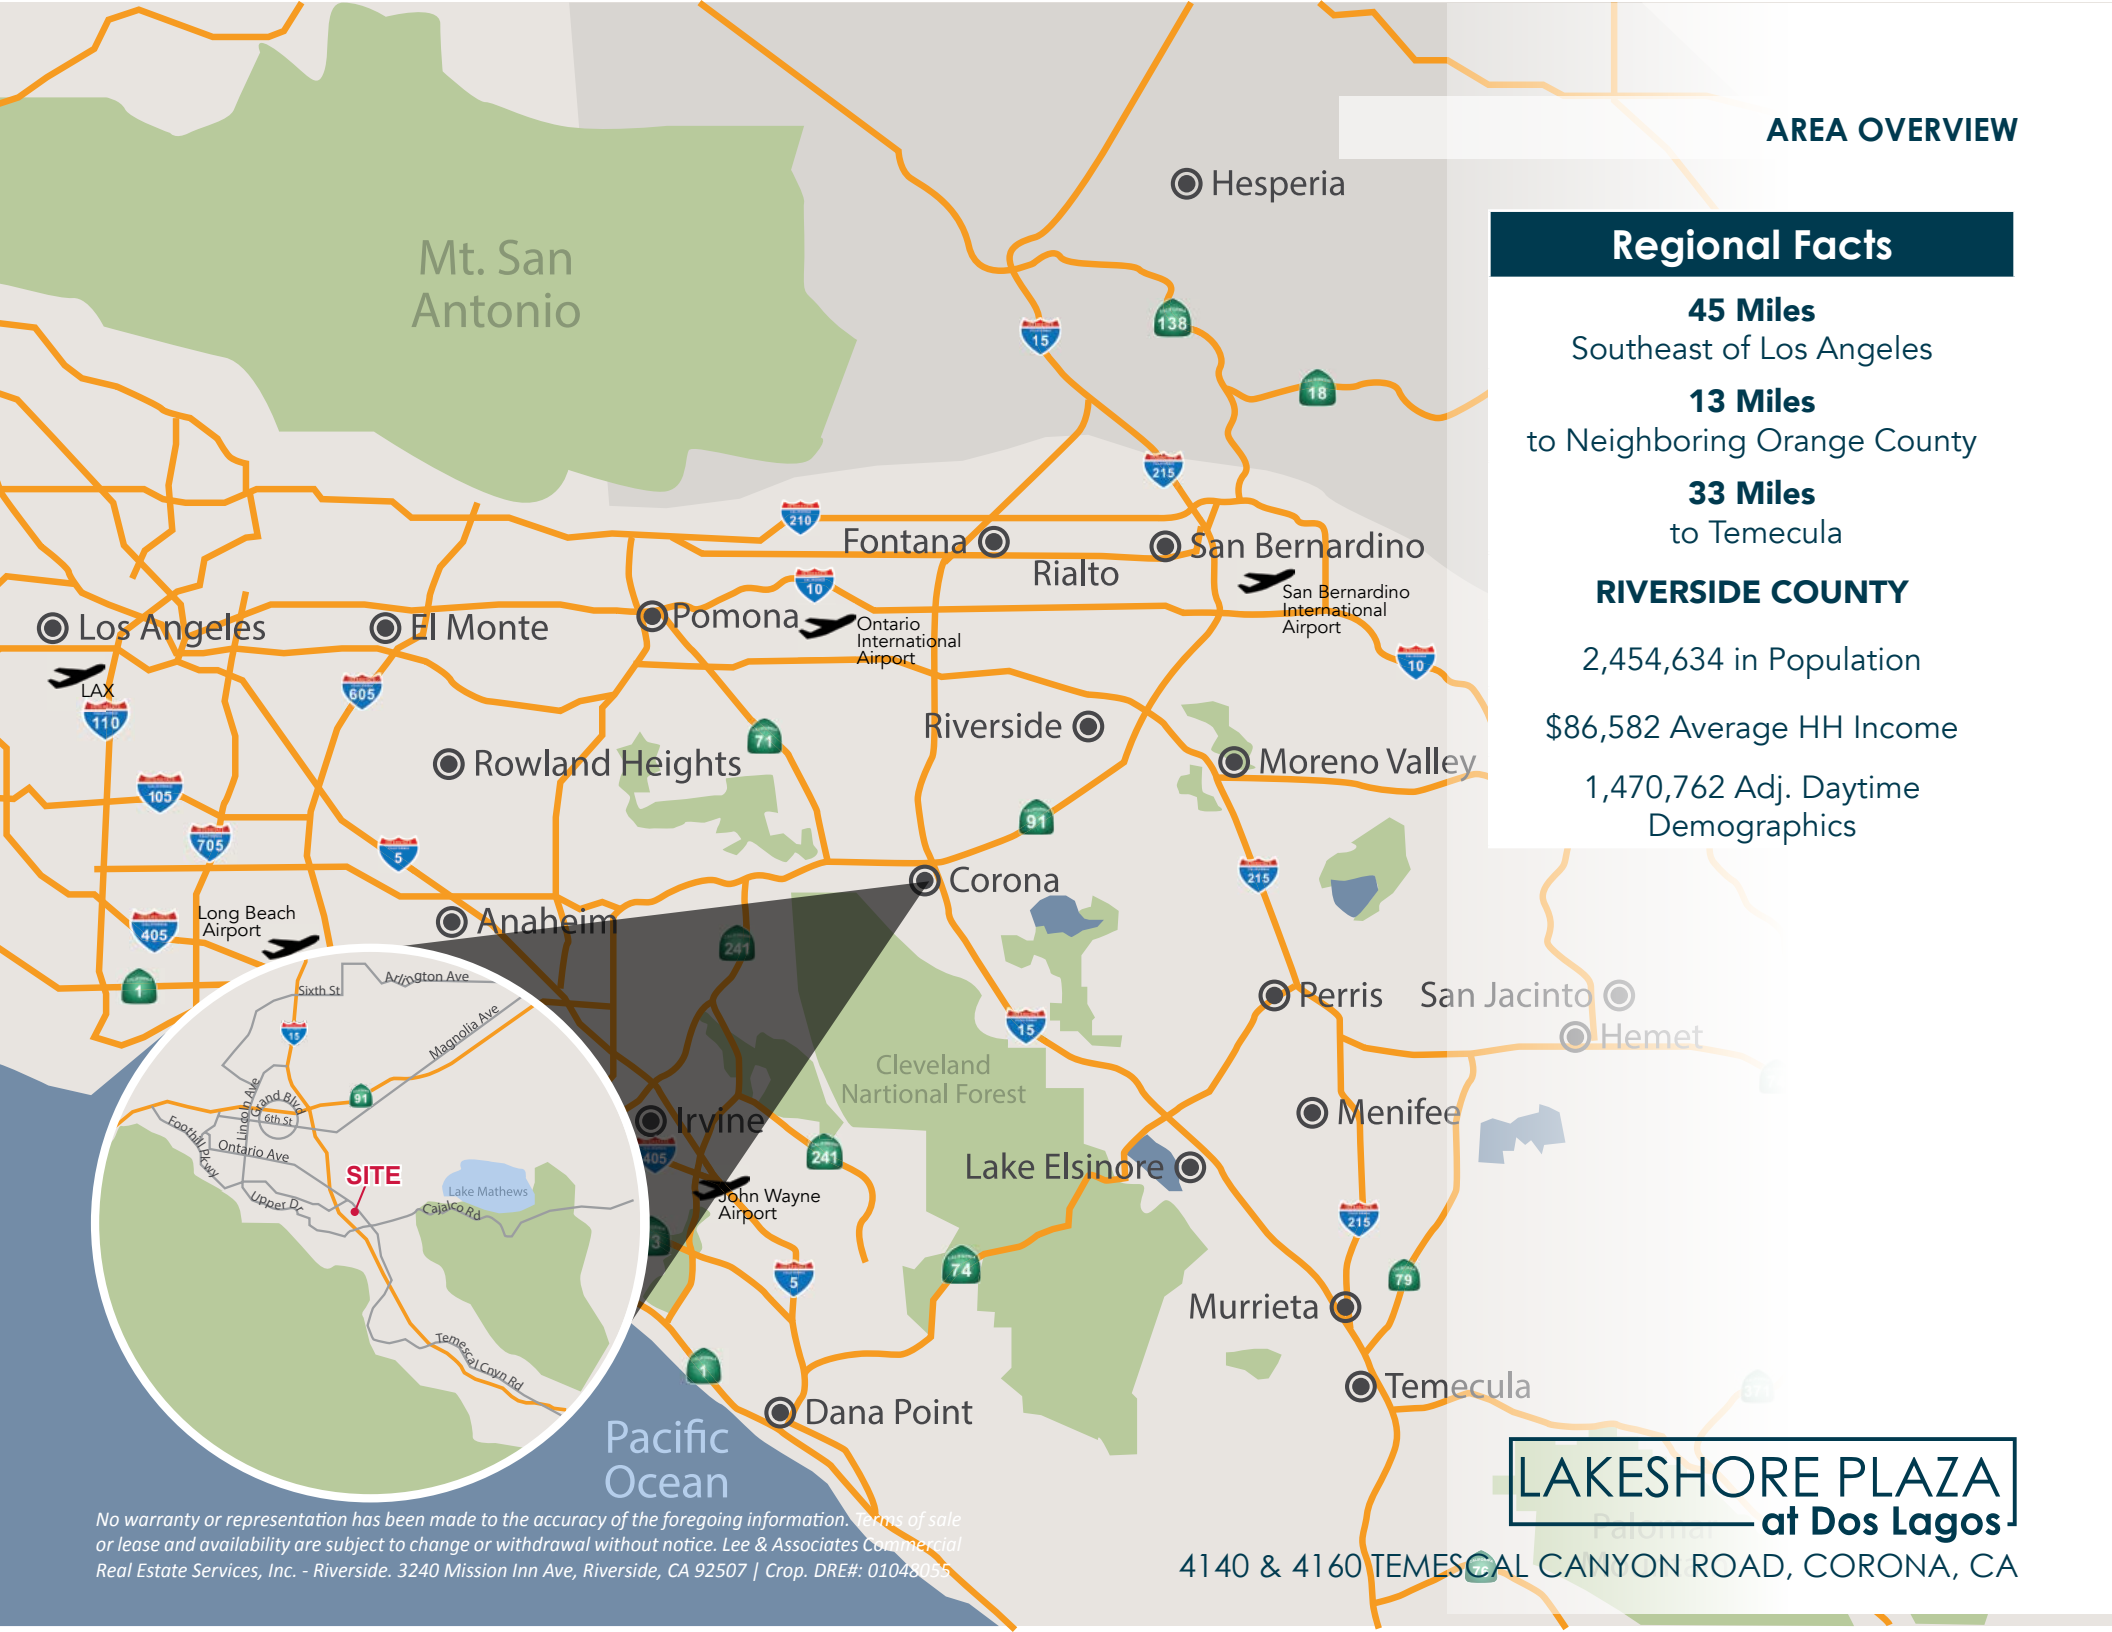 AREA OVERVIEW
Regional Facts
45 Miles
Southeast of Los Angeles
13 Miles
to Neighboring Orange County
33 Miles
to Temecula
RIVERSIDE COUNTY
2,454,634 in Population
$86,582 Average HH Income
1,470,762 Adj. Daytime
Demographics
Hesperia
Mt. San
Antonio
15
138
18
215
210
Fontana
San Bernardino
Rialto
10
San Bernardino
International
Airport
Los Angeles
El Monte
Pomona
Ontario
International
Airport
10
LAX
110
605
71
Riverside
Moreno Valley
Rowland Heights
105
91
705
5
215
Corona
Long Beach
Airport
405
Anaheim
241
1
Perris
San Jacinto
Hemet
15
Cleveland
Nartional Forest
Irvine
405
241
Menifee
Lake Elsinore
John Wayne
Airport
215
74
5
79
Murrieta
1
Temecula
371
Dana Point
Pacific
Ocean
Sixth St
Arlington Ave
15
Magnolia Ave
91
Lincoln Ave
Grand Blvd
6th St
Foothill Pkwy
Ontario Ave
SITE
Lake Mathews
Upper Dr
Cajalco Rd
Temescal Cnyn Rd
No warranty or representation has been made to the accuracy of the foregoing information. Terms of sale
or lease and availability are subject to change or withdrawal without notice. Lee & Associates Commercial
Real Estate Services, Inc. - Riverside. 3240 Mission Inn Ave, Riverside, CA 92507 | Crop. DRE#: 01048055
LAKESHORE PLAZA
at Dos Lagos
Palomar
4140 & 4160 TEMESCAL CANYON ROAD, CORONA, CA
76